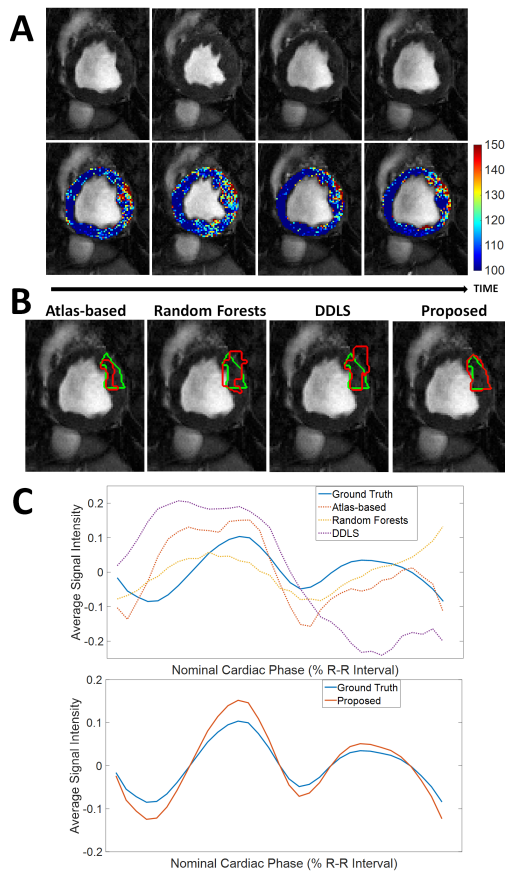 A
150
140
130
120
110
100
TIME
B
Atlas-based Random Forests DDLS Proposed
C
0.2
0.1
0
-0.1
-0.2
Average Signal Intensity
Ground Truth
Atlas-based
Random Forests
DDLS
Nominal Cardiac Phase (% R-R Interval)
0.2
0.1
0
-0.1
-0.2
Average Signal Intensity
Ground Truth
Proposed
Nominal Cardiac Phase (% R-R Interval)